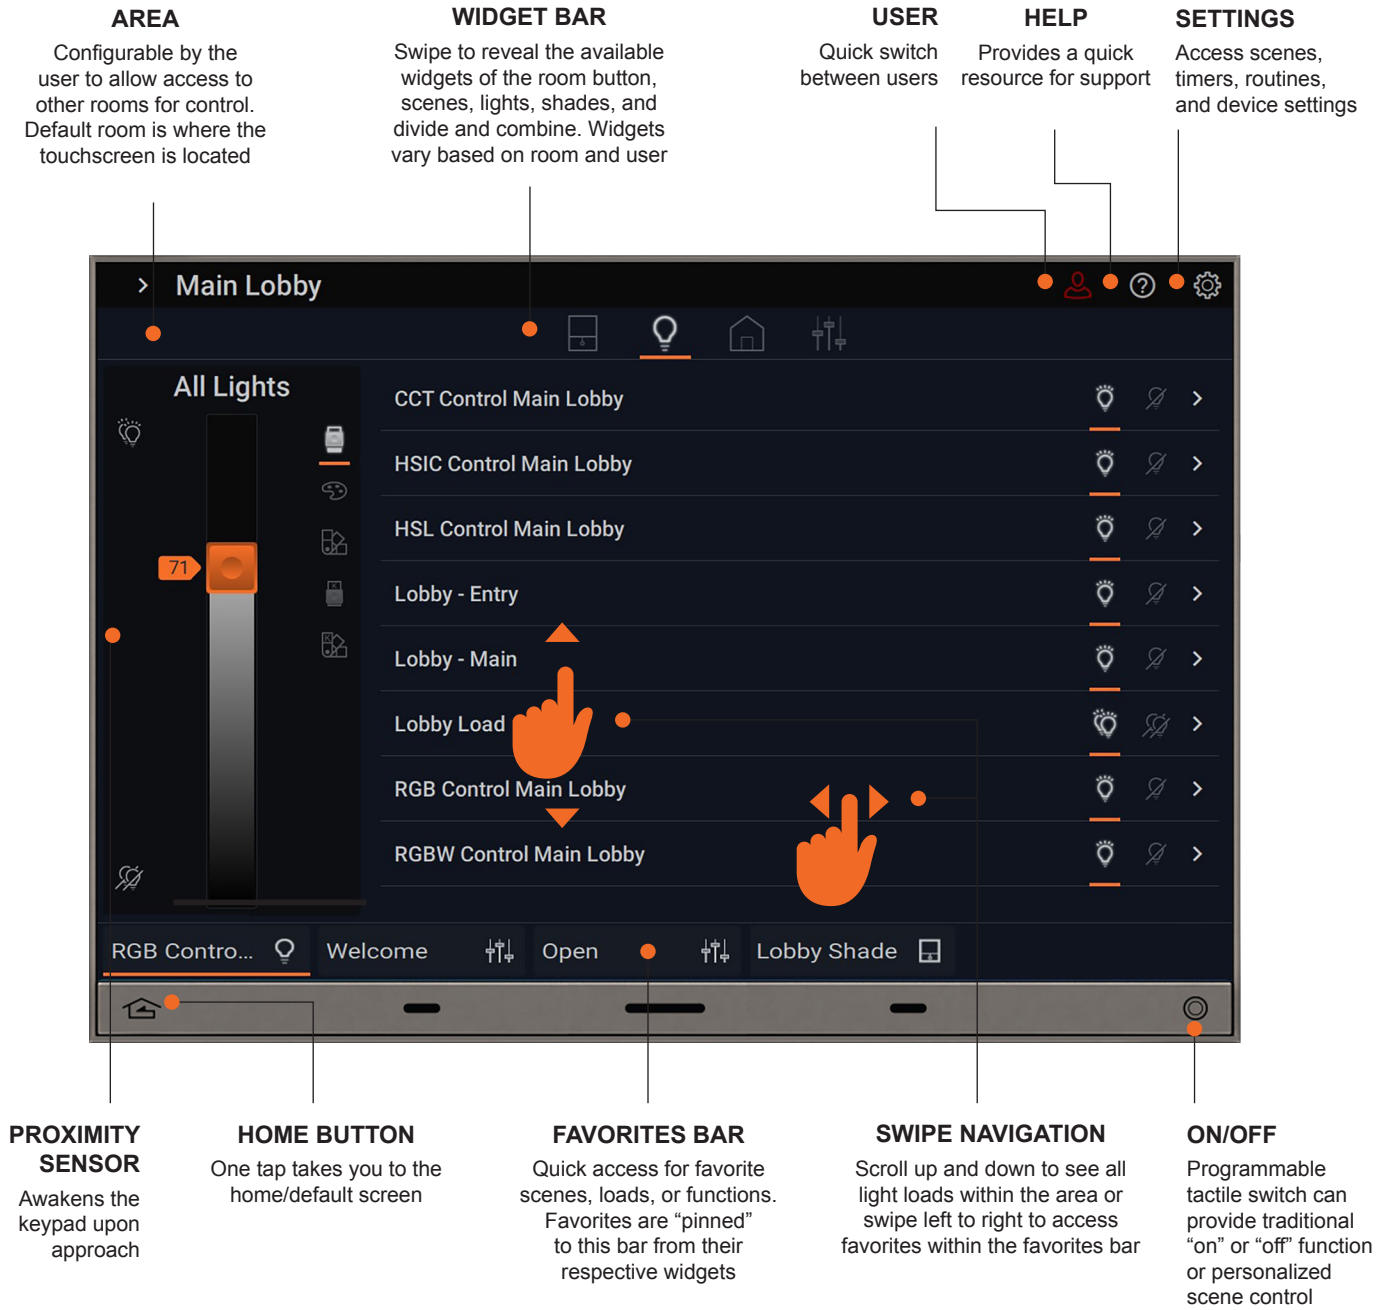 AREA
Configurable by the
user to allow access to
other rooms for control.
Default room is where the
touchscreen is located
WIDGET BAR
Swipe to reveal the available
widgets of the room button,
scenes, lights, shades, and
divide and combine. Widgets
vary based on room and user
USER
Quick switch
between users
HELP
Provides a quick
resource for support
SETTINGS
Access scenes,
timers, routines,
and device settings
Main Lobby
All Lights
71
CCT Control Main Lobby
HSIC Control Main Lobby
HSL Control Main Lobby
Lobby - Entry
Lobby - Main
Lobby Load
RGB Control Main Lobby
RGBW Control Main Lobby
RGB Contro...
Welcome
Open
Lobby Shade
PROXIMITY
SENSOR
Awakens the
keypad upon
approach
HOME BUTTON
One tap takes you to the
home/default screen
FAVORITES BAR
Quick access for favorite
scenes, loads, or functions.
Favorites are “pinned”
to this bar from their
respective widgets
SWIPE NAVIGATION
Scroll up and down to see all
light loads within the area or
swipe left to right to access
favorites within the favorites bar
ON/OFF
Programmable
tactile switch can
provide traditional
“on” or “off” function
or personalized
scene control